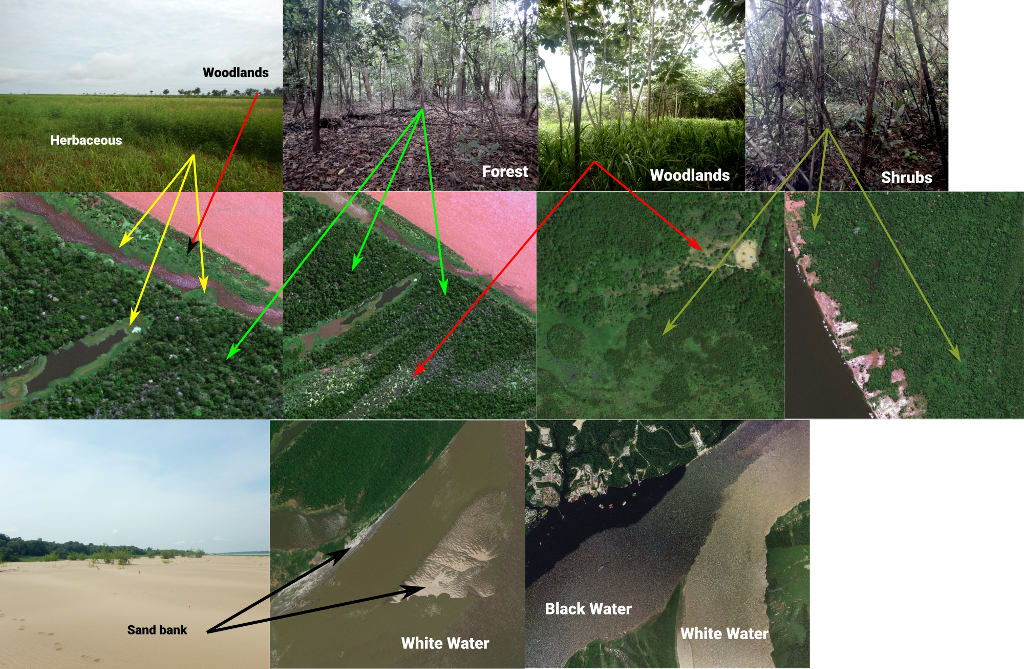 Woodlands
Herbaceous
Forest
Woodlands
Shrubs
Sand bank
White Water
Black Water
White Water